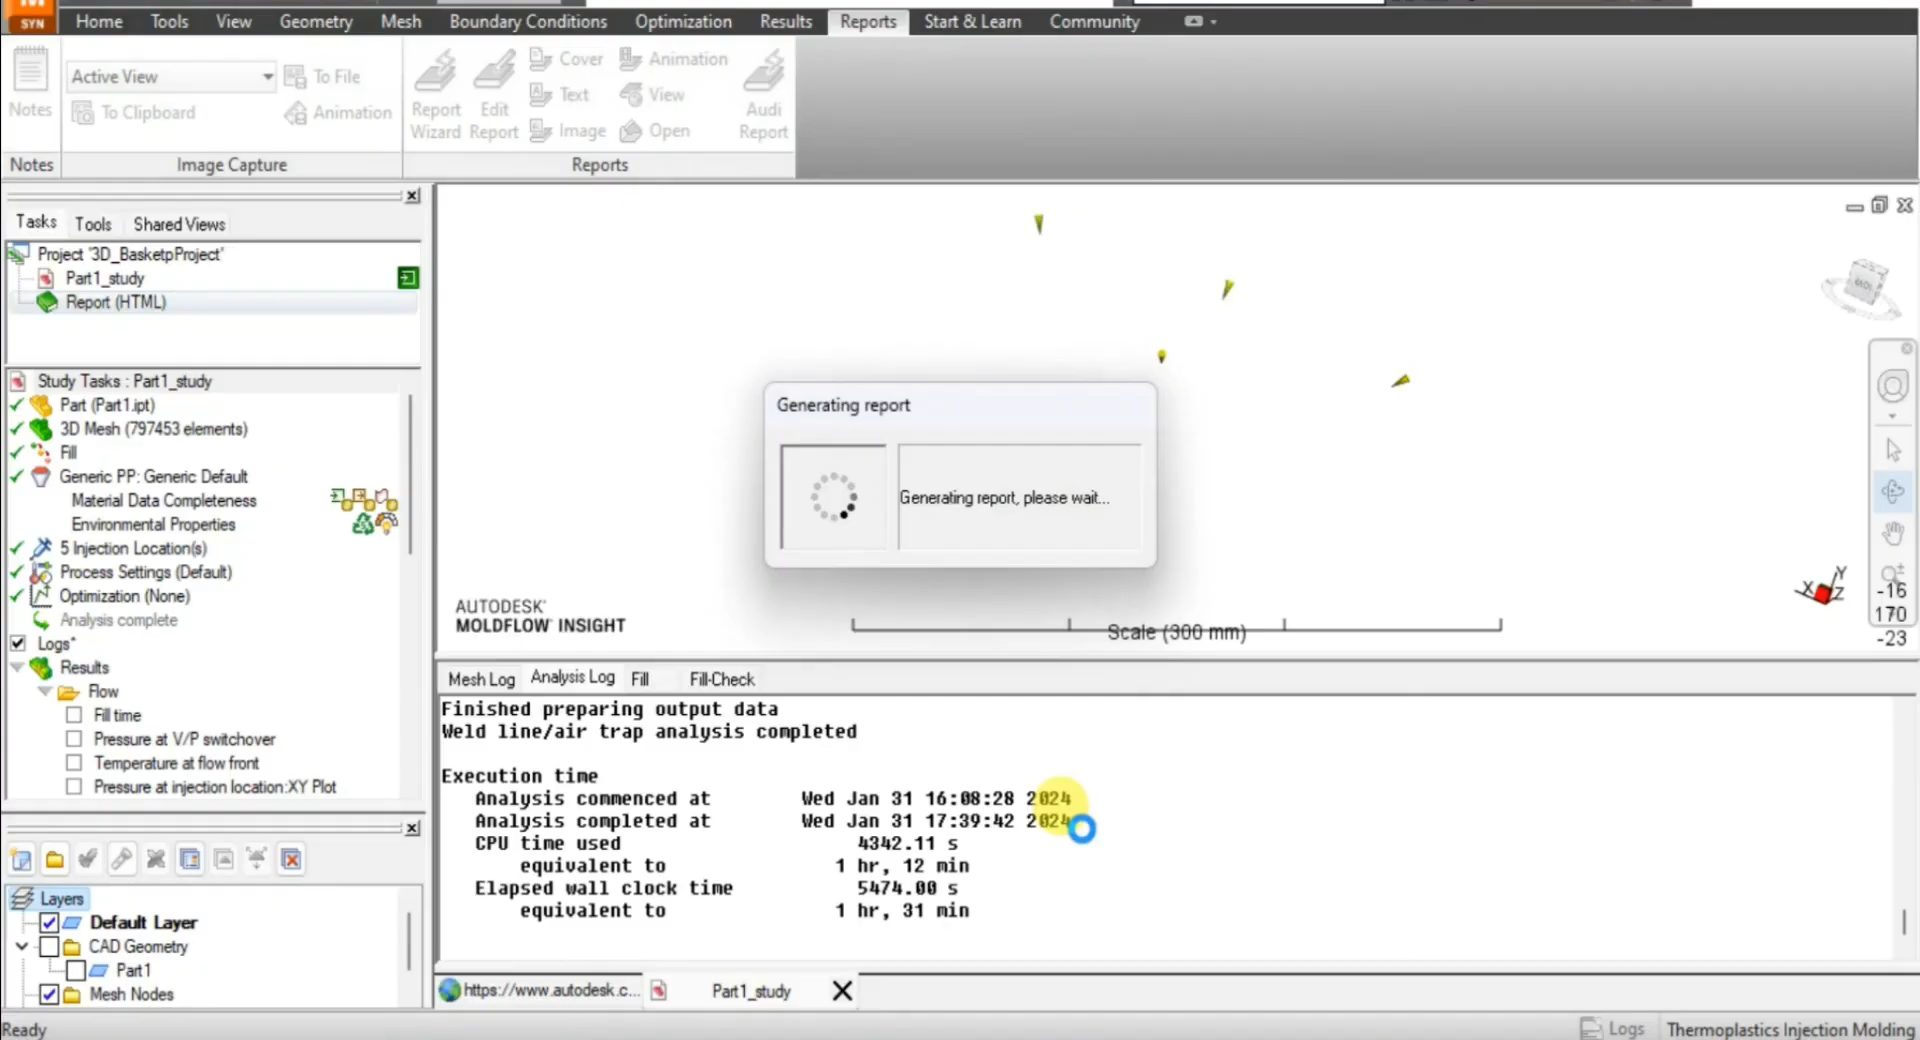 SYN
Home Tools View Geometry Mesh Boundary Conditions Optimization Results Reports Start & Learn Community
Notes
Active View
To File
To Clipboard
Animation
Report Wizard
Edit Report
Cover
Text
Image
Animation
View
Open
Audi Report
Notes Image Capture Reports
Tasks Tools Shared Views
Project '3D_BasketpProject'
Part1_study
Report (HTML)
Study Tasks : Part1_study
Part (Part1.ipt)
3D Mesh (797453 elements)
Fill
Generic PP: Generic Default
Material Data Completeness
Environmental Properties
5 Injection Location(s)
Process Settings (Default)
Optimization (None)
Analysis complete
Logs*
Results
Flow
Fill time
Pressure at V/P switchover
Temperature at flow front
Pressure at injection location:XY Plot
Layers
Default Layer
CAD Geometry
Part1
Mesh Nodes
Generating report
Generating report, please wait...
AUTODESK
MOLDFLOW INSIGHT
Scale (300 mm)
X Y Z
-16
170
-23
Mesh Log Analysis Log Fill Fill-Check
Finished preparing output data
Weld line/air trap analysis completed
Execution time
Analysis commenced at Wed Jan 31 16:08:28 2024
Analysis completed at Wed Jan 31 17:39:42 2024
CPU time used 4342.11 s
equivalent to 1 hr, 12 min
Elapsed wall clock time 5474.00 s
equivalent to 1 hr, 31 min
https://www.autodesk.c... Part1_study
Ready Logs Thermoplastics Injection Molding